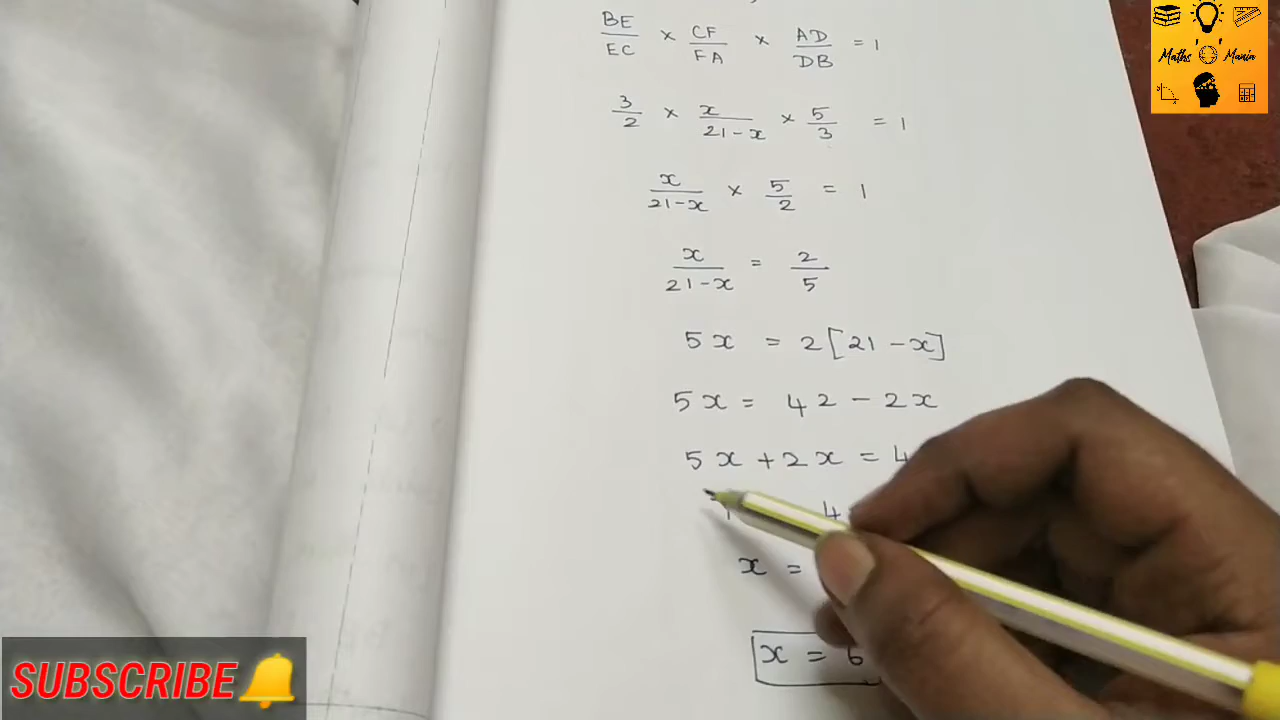 BE/EC × CF/FA × AD/DB = 1
3/2 × x/21-x × 5/3 = 1
x/21-x × 5/2 = 1
x/21-x = 2/5
5x = 2[21-x]
5x = 42-2x
5x+2x = 4
4
x =
x = 6
Maths Mania
SUBSCRIBE